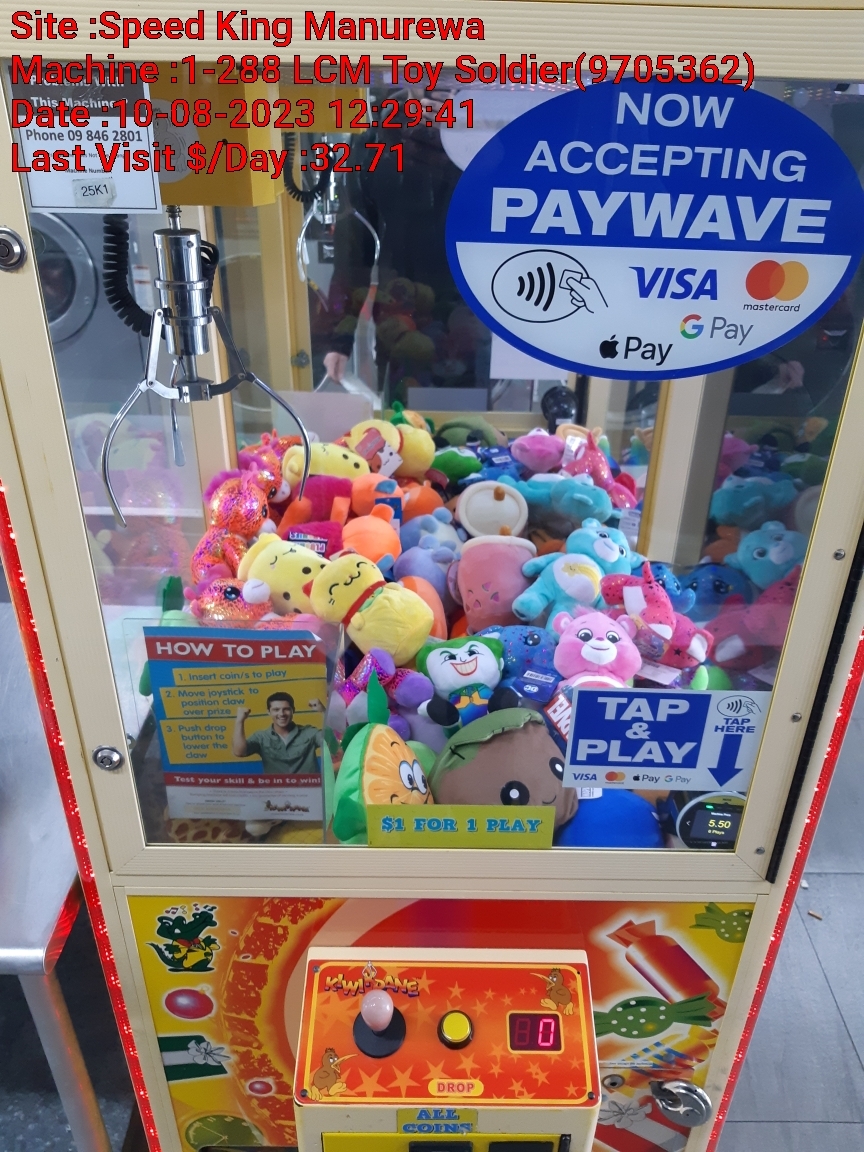 Site :Speed King Manurewa
Machine :1-288 LCM Toy Soldier(9705362)
Date :10-08-2023 12:29:41
Last Visit $/Day :32.71
This Machine
Phone 09 846 2801
25K1
NOW
ACCEPTING
PAYWAVE
VISA
mastercard
G Pay
Pay
HOW TO PLAY
1. Insert coin/s to play
2. Move joystick to
position claw
over prize
3. Push drop
button to
lower the
claw
Test your skill & be in to win!
TAP
&
PLAY
TAP
HERE
VISA
Pay G Pay
5.50
6 Plays
$1 FOR 1 PLAY
KIWI DANG
0
DROP
ALL
COINS